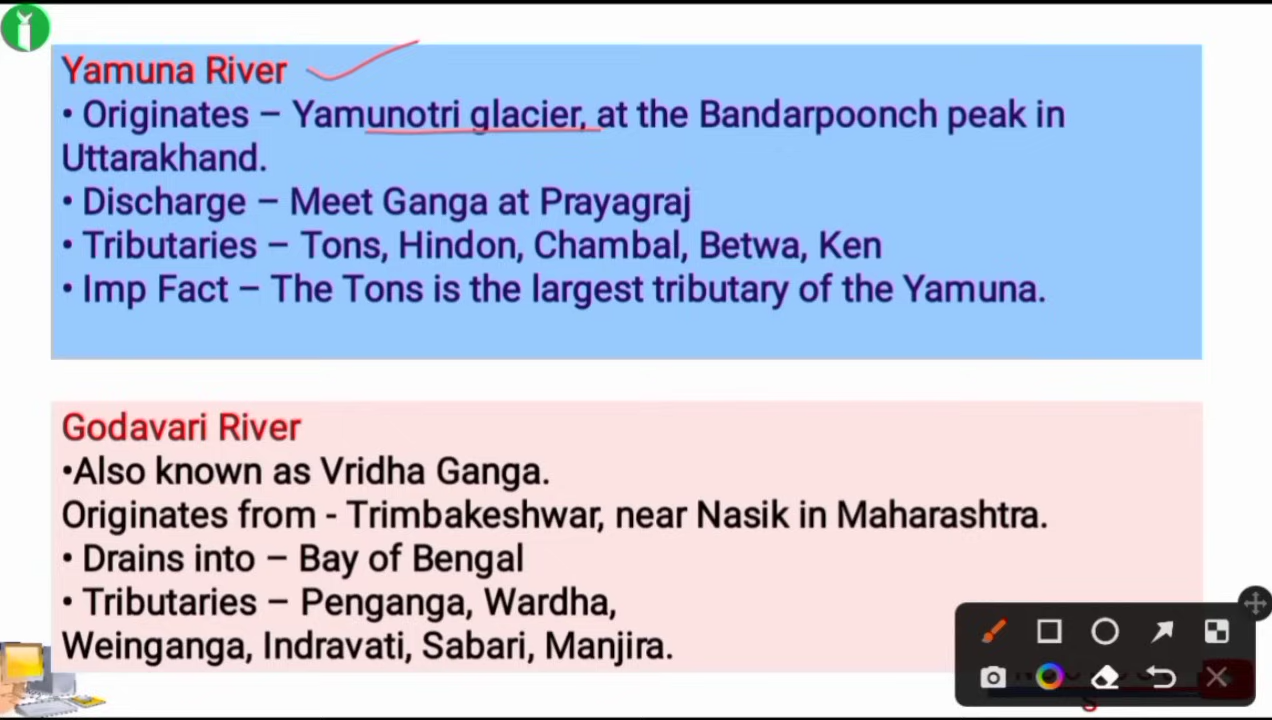 Yamuna River
• Originates – Yamunotri glacier, at the Bandarpoonch peak in
Uttarakhand.
• Discharge – Meet Ganga at Prayagraj
• Tributaries – Tons, Hindon, Chambal, Betwa, Ken
• Imp Fact – The Tons is the largest tributary of the Yamuna.
Godavari River
•Also known as Vridha Ganga.
Originates from - Trimbakeshwar, near Nasik in Maharashtra.
• Drains into – Bay of Bengal
• Tributaries – Penganga, Wardha,
Weinganga, Indravati, Sabari, Manjira.